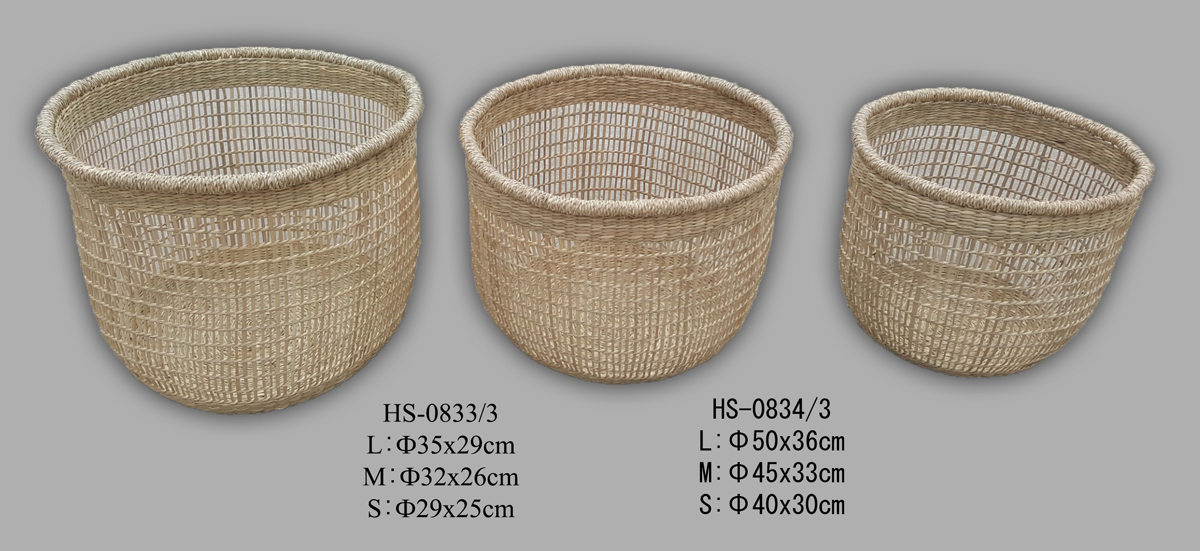 HS-0833/3
L：Φ35x29cm
M：Φ32x26cm
S：Φ29x25cm
HS-0834/3
L：Φ50x36cm
M：Φ45x33cm
S：Φ40x30cm